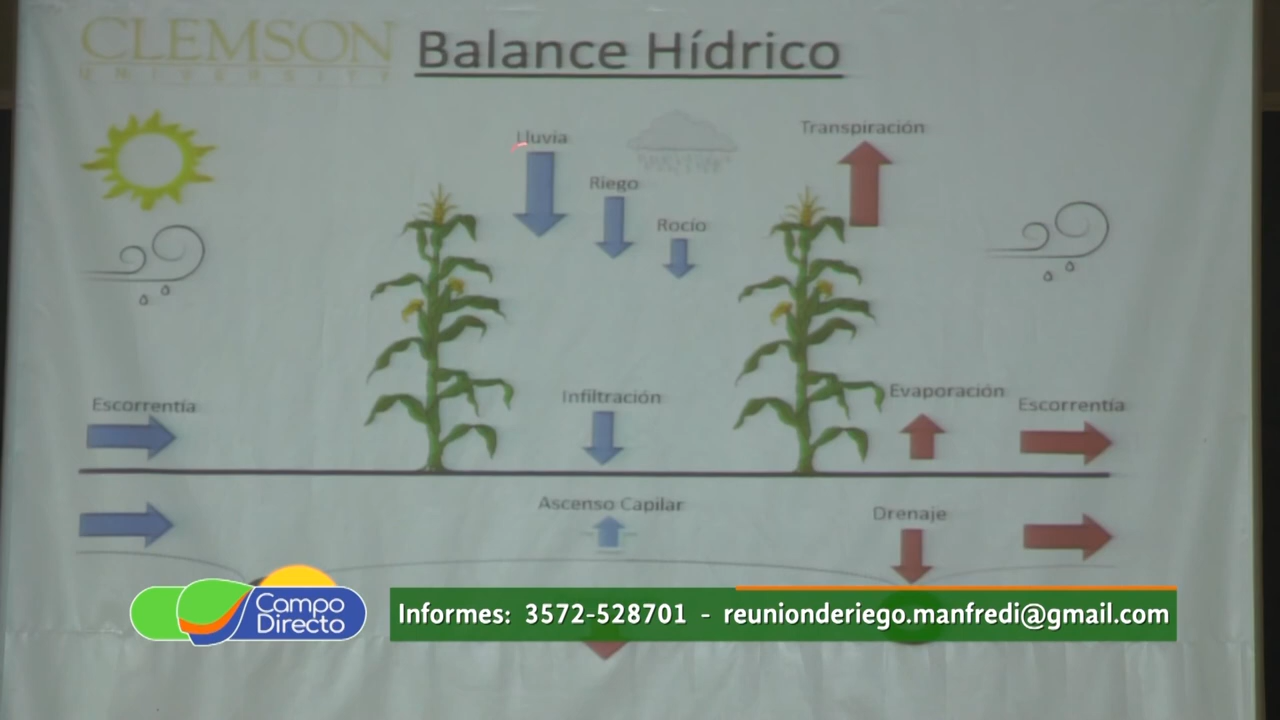 CLEMSON
UNIVERSITY
Balance Hídrico
Lluvia
Riego
Rocío
Transpiración
Infiltración
Evaporación
Escorrentía
Escorrentía
Ascenso Capilar
Drenaje
Campo
Directo
Informes: 3572-528701 - reunionderiego.manfredi@gmail.com